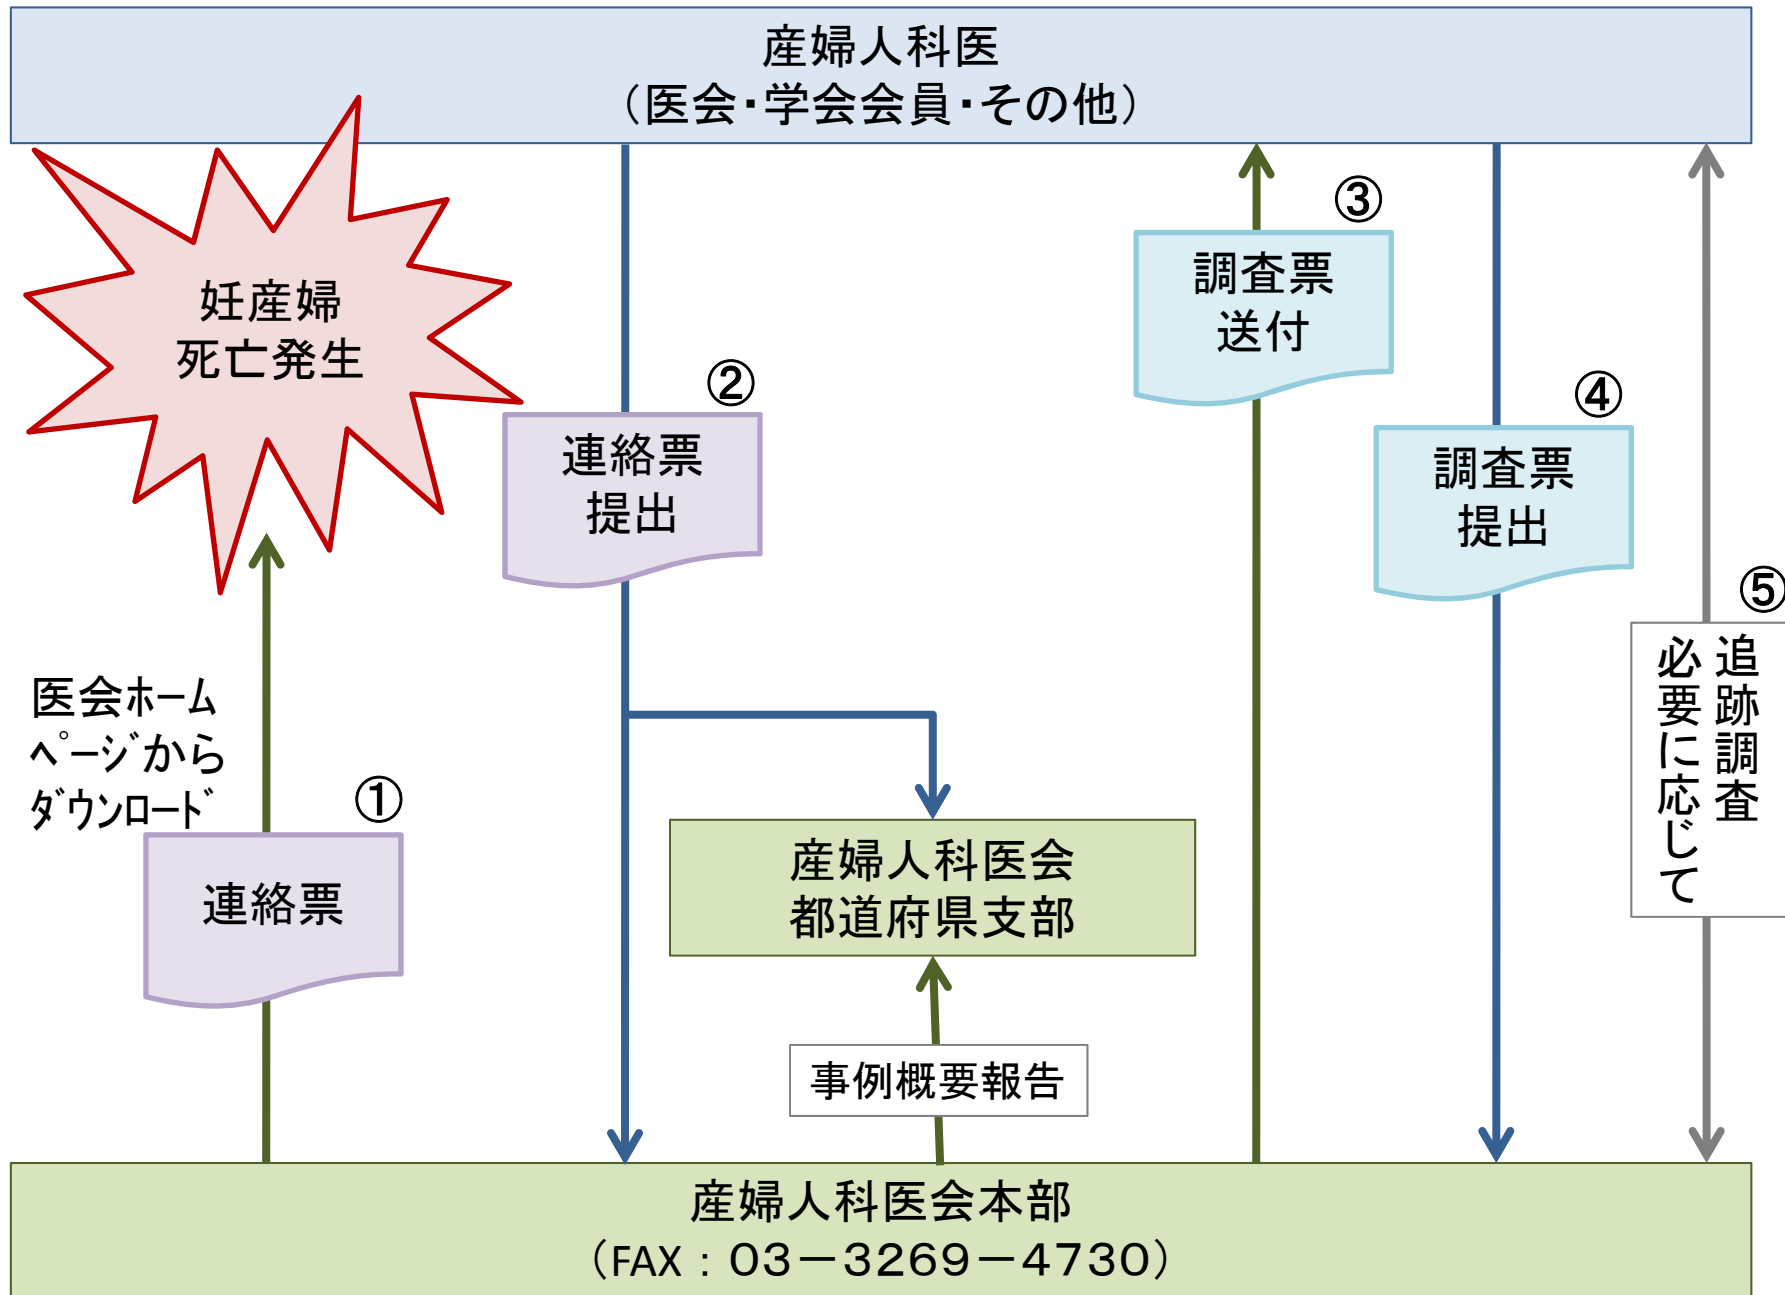 産婦人科医
（医会・学会会員・その他）
妊産婦
死亡発生
②
連絡票
提出
③
調査票
送付
④
調査票
提出
⑤
追跡調査
必要に応じて
医会ﾎｰﾑ
ﾍﾟｰｼﾞから
ﾀﾞｳﾝﾛｰﾄﾞ
①
連絡票
産婦人科医会
都道府県支部
事例概要報告
産婦人科医会本部
（FAX：０３－３２６９－４７３０）